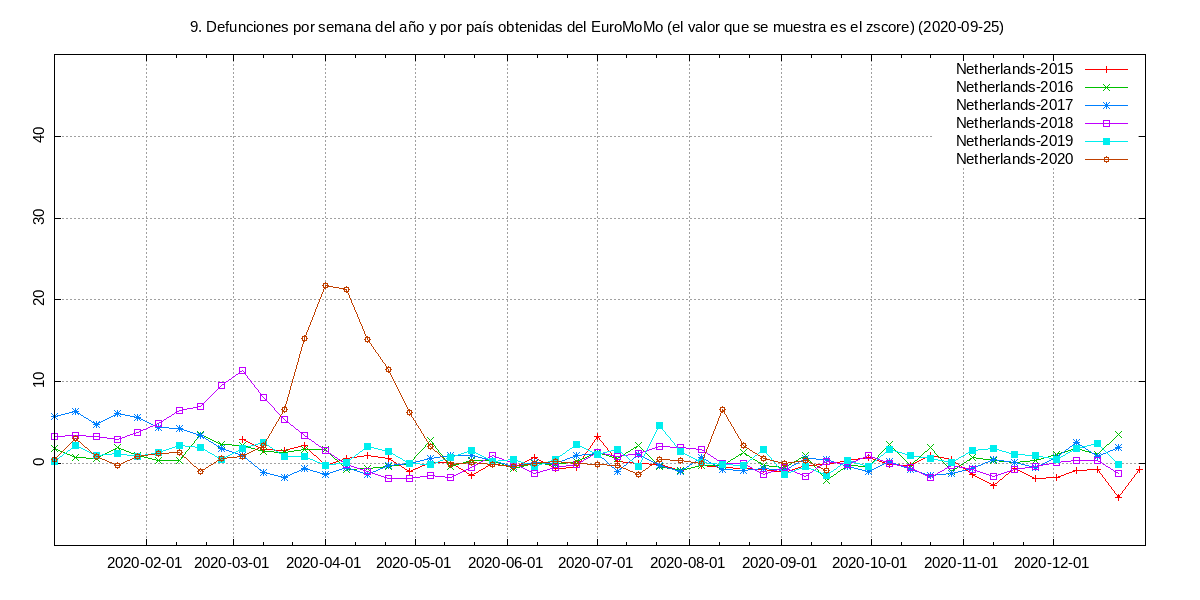 9. Defunciones por semana del año y por país obtenidas del EuroMoMo (el valor que se muestra es el zscore) (2020-09-25)
Netherlands-2015
Netherlands-2016
Netherlands-2017
Netherlands-2018
Netherlands-2019
Netherlands-2020
40
30
20
10
0
2020-02-01 2020-03-01 2020-04-01 2020-05-01 2020-06-01 2020-07-01 2020-08-01 2020-09-01 2020-10-01 2020-11-01 2020-12-01